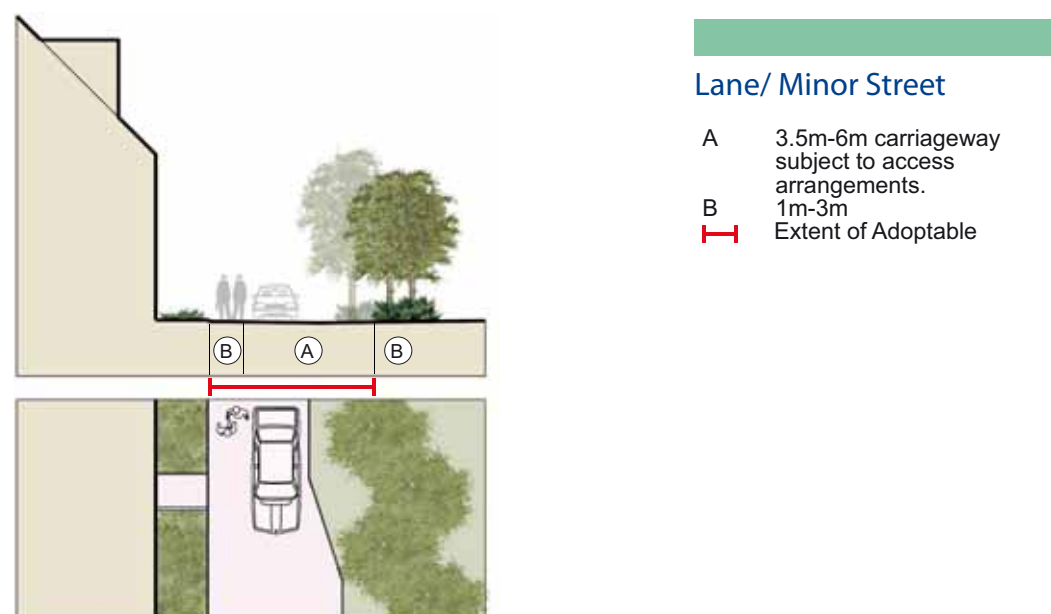 Lane/ Minor Street
A 3.5m-6m carriageway
subject to access
arrangements.
B 1m-3m
Extent of Adoptable
B A B